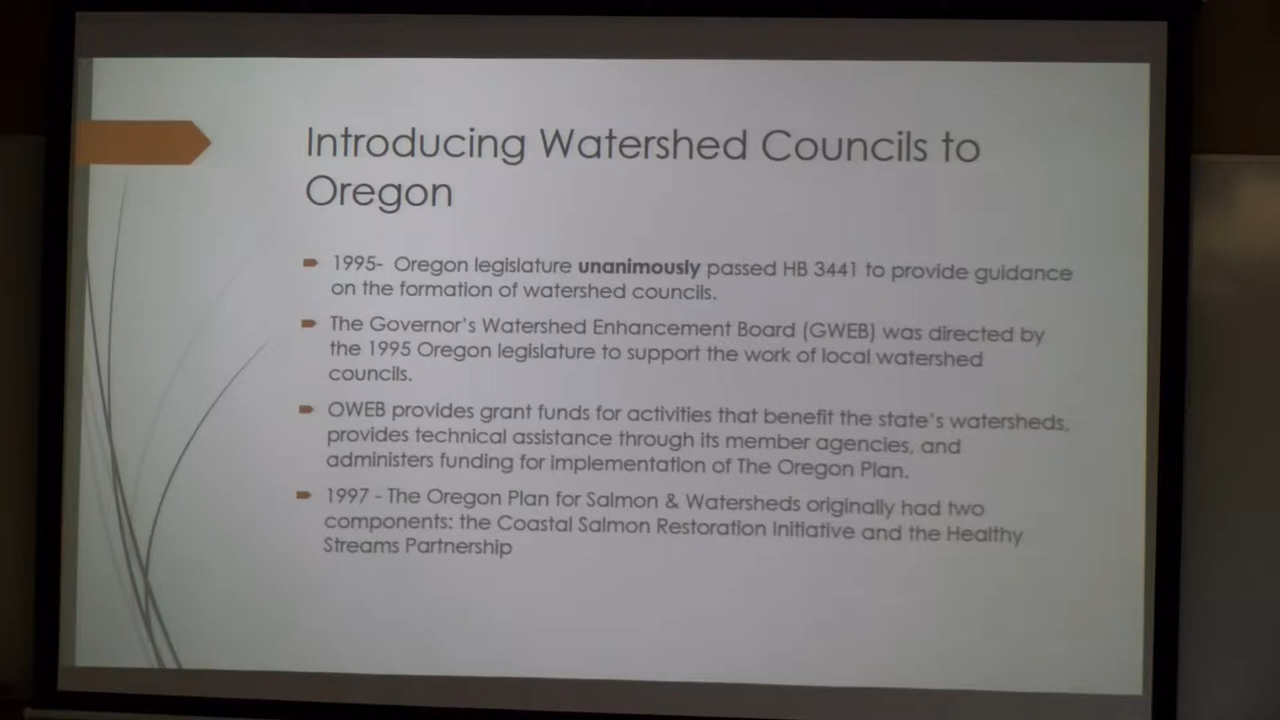 Introducing Watershed Councils to
Oregon
1995- Oregon legislature unanimously passed HB 3441 to provide guidance
on the formation of watershed councils.
The Governor's Watershed Enhancement Board (GWEB) was directed by
the 1995 Oregon legislature to support the work of local watershed
councils.
OWEB provides grant funds for activities that benefit the state's watersheds,
provides technical assistance through its member agencies, and
administers funding for implementation of The Oregon Plan.
1997 - The Oregon Plan for Salmon & Watersheds originally had two
components: the Coastal Salmon Restoration Initiative and the Healthy
Streams Partnership